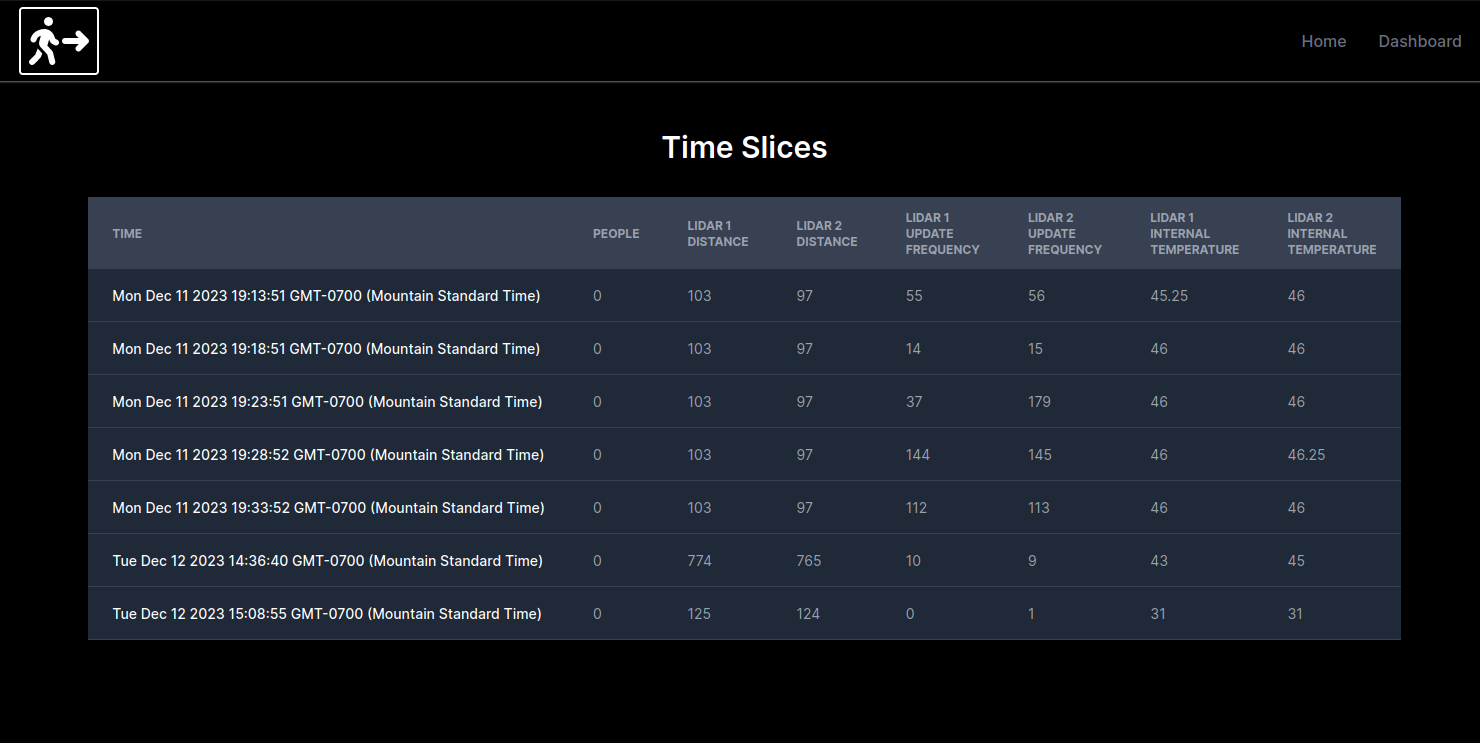 Home Dashboard
Time Slices
TIME PEOPLE LIDAR 1 DISTANCE LIDAR 2 DISTANCE LIDAR 1 UPDATE FREQUENCY LIDAR 2 UPDATE FREQUENCY LIDAR 1 INTERNAL TEMPERATURE LIDAR 2 INTERNAL TEMPERATURE
Mon Dec 11 2023 19:13:51 GMT-0700 (Mountain Standard Time) 0 103 97 55 56 45.25 46
Mon Dec 11 2023 19:18:51 GMT-0700 (Mountain Standard Time) 0 103 97 14 15 46 46
Mon Dec 11 2023 19:23:51 GMT-0700 (Mountain Standard Time) 0 103 97 37 179 46 46
Mon Dec 11 2023 19:28:52 GMT-0700 (Mountain Standard Time) 0 103 97 144 145 46 46.25
Mon Dec 11 2023 19:33:52 GMT-0700 (Mountain Standard Time) 0 103 97 112 113 46 46
Tue Dec 12 2023 14:36:40 GMT-0700 (Mountain Standard Time) 0 774 765 10 9 43 45
Tue Dec 12 2023 15:08:55 GMT-0700 (Mountain Standard Time) 0 125 124 0 1 31 31